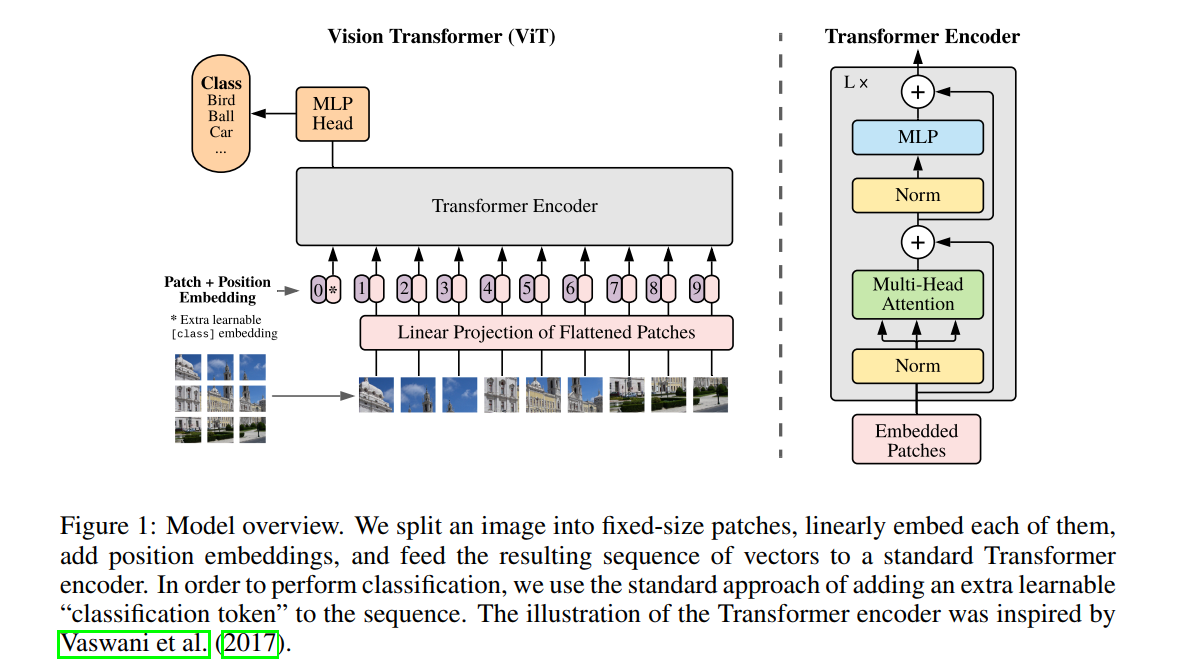 Vision Transformer (ViT)
Class
Bird
Ball
Car
...
MLP
Head
Transformer Encoder
Patch + Position
Embedding
0 * 1 2 3 4 5 6 7 8 9
* Extra learnable
[class] embedding
Linear Projection of Flattened Patches
Transformer Encoder
L ×
+
MLP
Norm
+
Multi-Head
Attention
Norm
Embedded
Patches
Figure 1: Model overview. We split an image into fixed-size patches, linearly embed each of them,
add position embeddings, and feed the resulting sequence of vectors to a standard Transformer
encoder. In order to perform classification, we use the standard approach of adding an extra learnable
“classification token” to the sequence. The illustration of the Transformer encoder was inspired by
Vaswani et al. (2017).